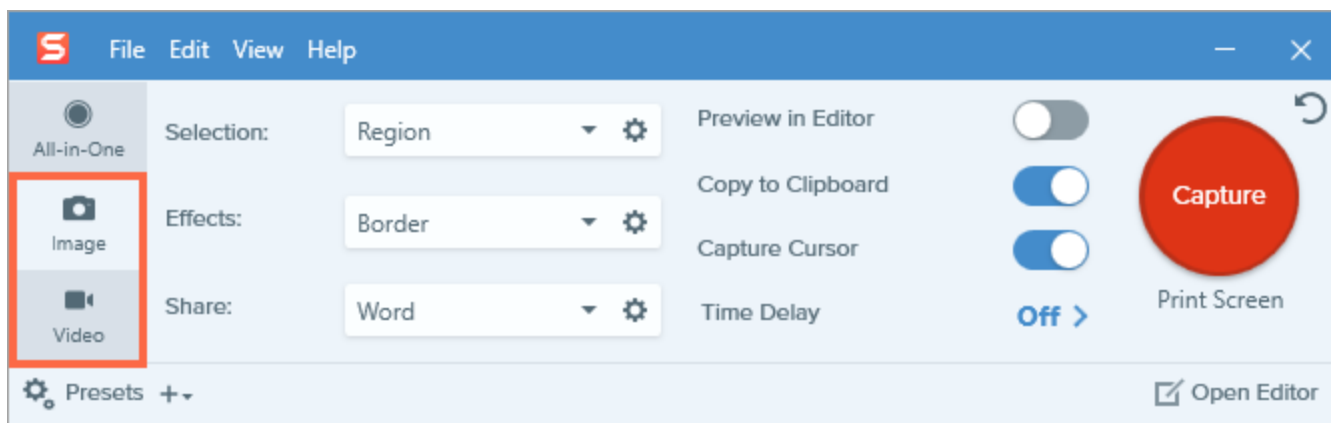 File Edit View Help
All-in-One
Image
Video
Selection: Region
Effects: Border
Share: Word
Preview in Editor
Copy to Clipboard
Capture Cursor
Time Delay Off >
Capture
Print Screen
Presets +
Open Editor